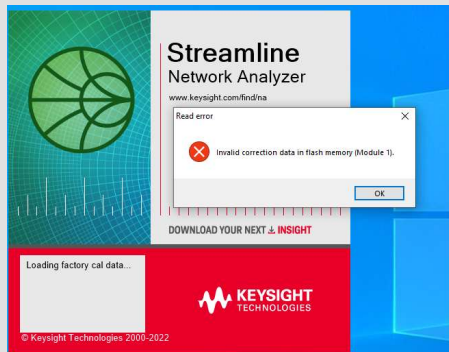 Streamline
Network Analyzer
www.keysight.com/find/na
Read error
Invalid correction data in flash memory (Module 1).
OK
DOWNLOAD YOUR NEXT INSIGHT
Loading factory cal data...
KEYSIGHT
TECHNOLOGIES
© Keysight Technologies 2000-2022